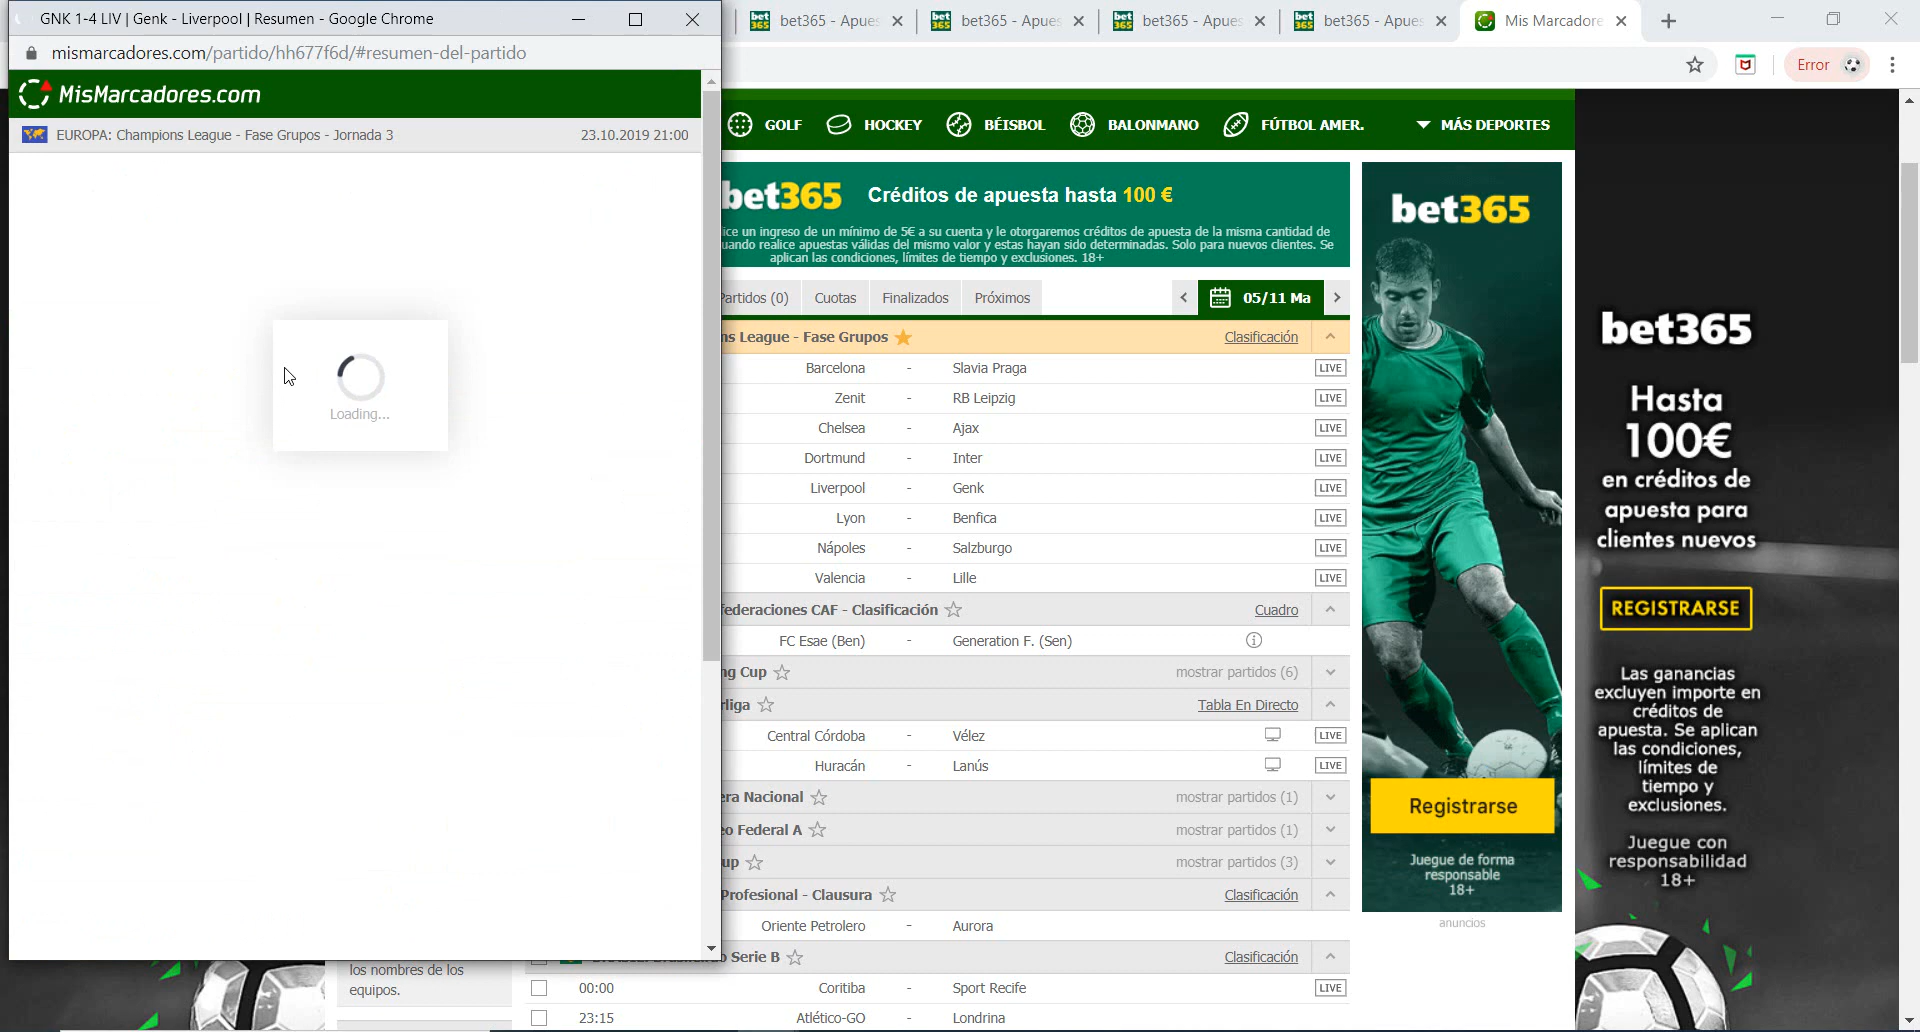 GNK 1-4 LIV | Genk - Liverpool | Resumen - Google Chrome
bet365 - Apues
bet365 - Apues
bet365 - Apues
bet365 - Apues
Mis Marcadore
mismarcadores.com/partido/hh677f6d/#resumen-del-partido
Error
MisMarcadores.com
EUROPA: Champions League - Fase Grupos - Jornada 3
23.10.2019 21:00
Loading...
GOLF
HOCKEY
BÉISBOL
BALONMANO
FÚTBOL AMER.
MÁS DEPORTES
bet365
Créditos de apuesta hasta 100 €
ice un ingreso de un mínimo de 5€ a su cuenta y le otorgaremos créditos de apuesta de la misma cantidad de
uando realice apuestas válidas del mismo valor y estas hayan sido determinadas. Solo para nuevos clientes. Se
aplican las condiciones, límites de tiempo y exclusiones. 18+
Partidos (0)
Cuotas
Finalizados
Próximos
05/11 Ma
ns League - Fase Grupos
Clasificación
Barcelona - Slavia Praga LIVE
Zenit - RB Leipzig LIVE
Chelsea - Ajax LIVE
Dortmund - Inter LIVE
Liverpool - Genk LIVE
Lyon - Benfica LIVE
Nápoles - Salzburgo LIVE
Valencia - Lille LIVE
federaciones CAF - Clasificación
Cuadro
FC Esae (Ben) - Generation F. (Sen)
ng Cup
mostrar partidos (6)
rliga
Tabla En Directo
Central Córdoba - Vélez LIVE
Huracán - Lanús LIVE
era Nacional
mostrar partidos (1)
eo Federal A
mostrar partidos (1)
up
mostrar partidos (3)
Profesional - Clausura
Clasificación
Oriente Petrolero - Aurora
Serie B
Clasificación
00:00 Coritiba - Sport Recife LIVE
23:15 Atlético-GO - Londrina
los nombres de los
equipos.
bet365
Registrarse
Juegue de forma
responsable
18+
anuncios
bet365
Hasta
100€
en créditos de
apuesta para
clientes nuevos
REGISTRARSE
Las ganancias
excluyen importe en
créditos de
apuesta. Se aplican
las condiciones,
límites de
tiempo y
exclusiones.
Juegue con
responsabilidad
18+